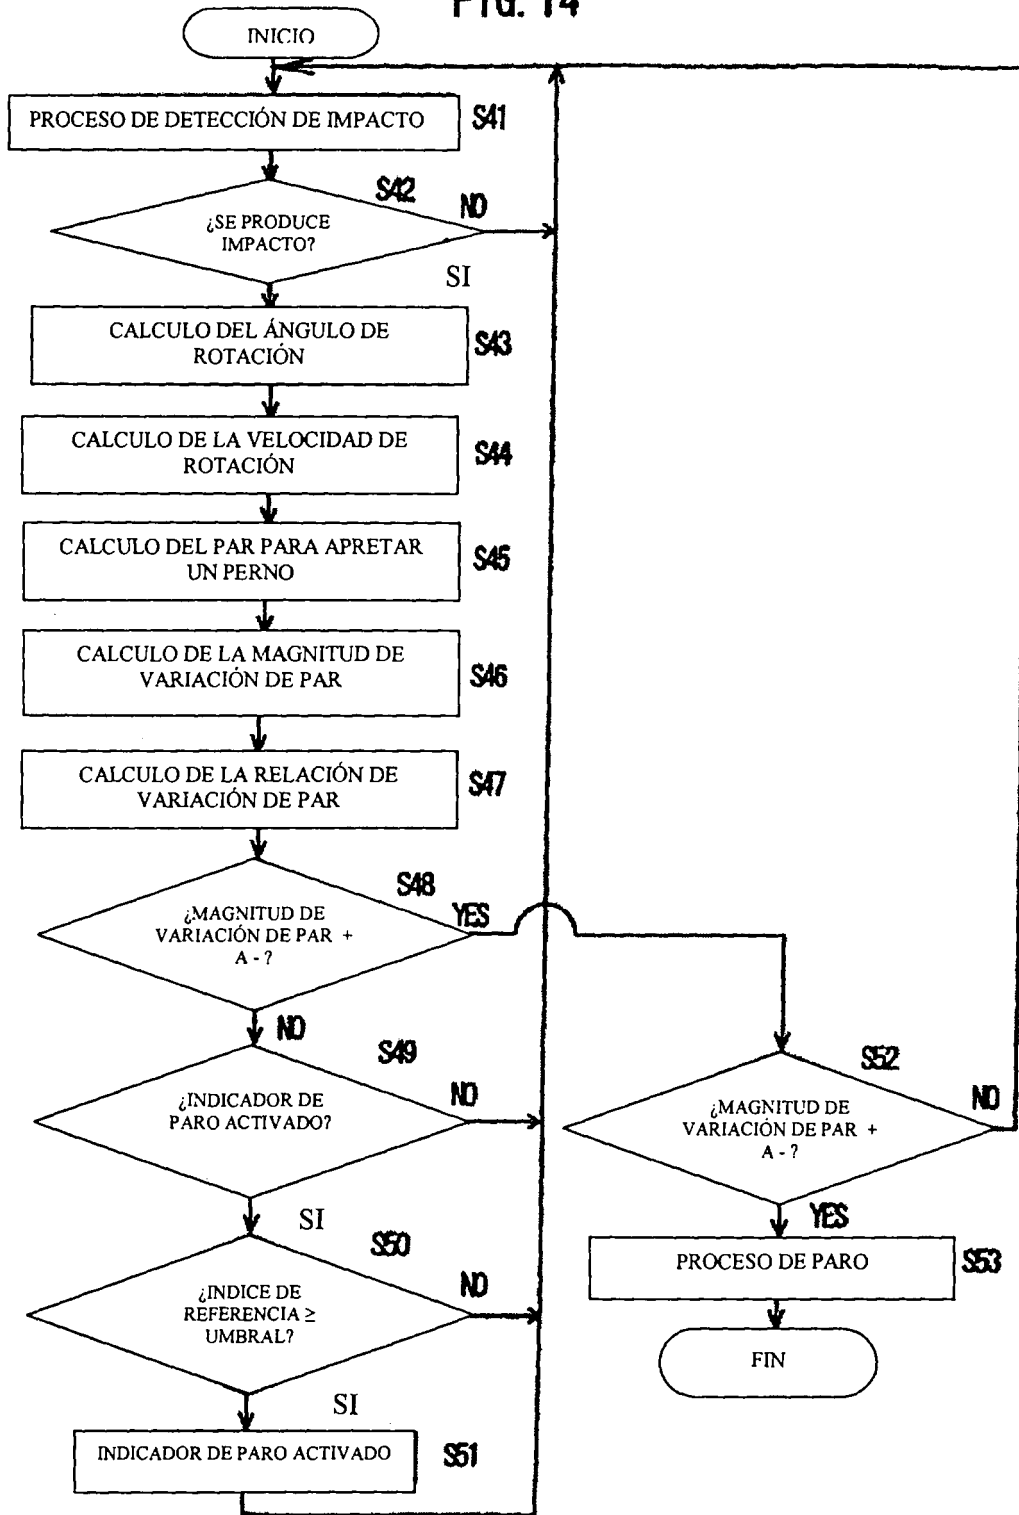 FIG. 14
INICIO
PROCESO DE DETECCIÓN DE IMPACTO
S41
S42
¿SE PRODUCE
IMPACTO?
NO
SI
CALCULO DEL ÁNGULO DE
ROTACIÓN
S43
CALCULO DE LA VELOCIDAD DE
ROTACIÓN
S44
CALCULO DEL PAR PARA APRETAR
UN PERNO
S45
CALCULO DE LA MAGNITUD DE
VARIACIÓN DE PAR
S46
CALCULO DE LA RELACIÓN DE
VARIACIÓN DE PAR
S47
S48
¿MAGNITUD DE
VARIACIÓN DE PAR +
A - ?
YES
NO
S49
¿INDICADOR DE
PARO ACTIVADO?
NO
SI
S50
¿INDICE DE
REFERENCIA ≥
UMBRAL?
NO
SI
INDICADOR DE PARO ACTIVADO
S51
S52
¿MAGNITUD DE
VARIACIÓN DE PAR +
A - ?
NO
YES
PROCESO DE PARO
S53
FIN